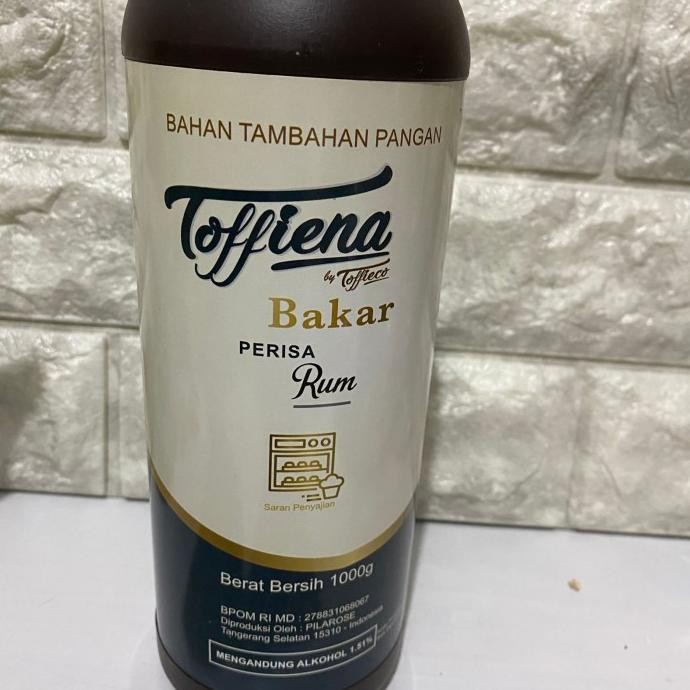 BAHAN TAMBAHAN PANGAN
Toffiena
by Toffieco
Bakar
PERISA
Rum
Saran Penyajian
Berat Bersih 1000g
BPOM RI MD : 278831068067
Diproduksi Oleh : PILAROSE
Tangerang Selatan 15310 - Indonesia
MENGANDUNG ALKOHOL 1.51%